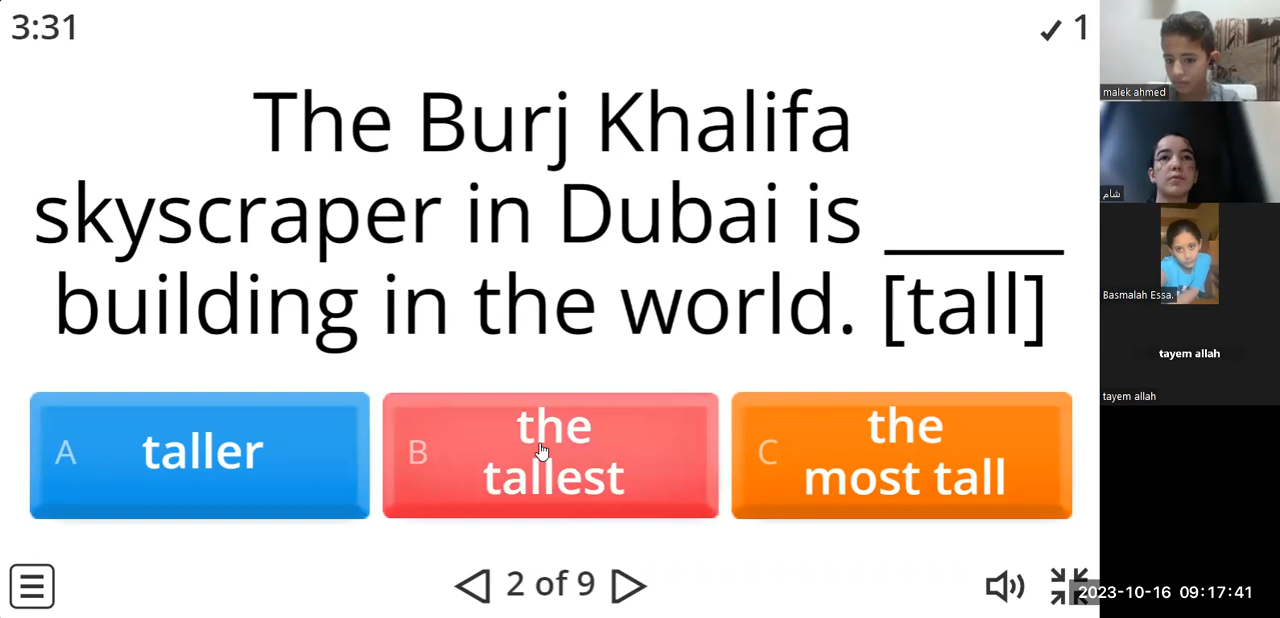 3:31
✓ 1
The Burj Khalifa
skyscraper in Dubai is _____
building in the world. [tall]
A taller
B the
tallest
C the
most tall
2 of 9
malek ahmed
شام
Basmalah Essa.
tayem allah
tayem allah
2023-10-16 09:17:41